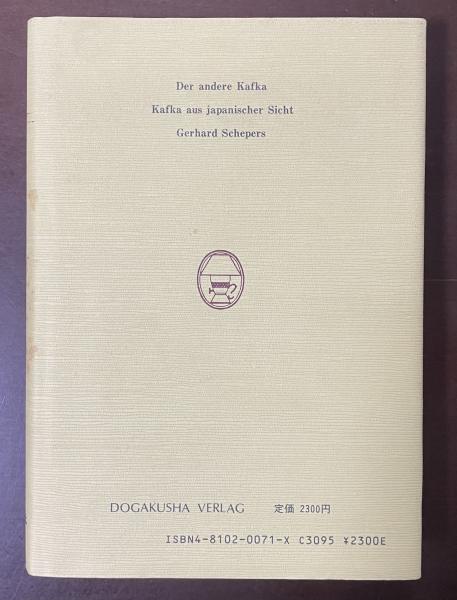 Der andere Kafka
Kafka aus japanischer Sicht
Gerhard Schepers
DOGAKUSHA VERLAG 定価 2300円
ISBN4-8102-0071-X C3095 ¥2300E